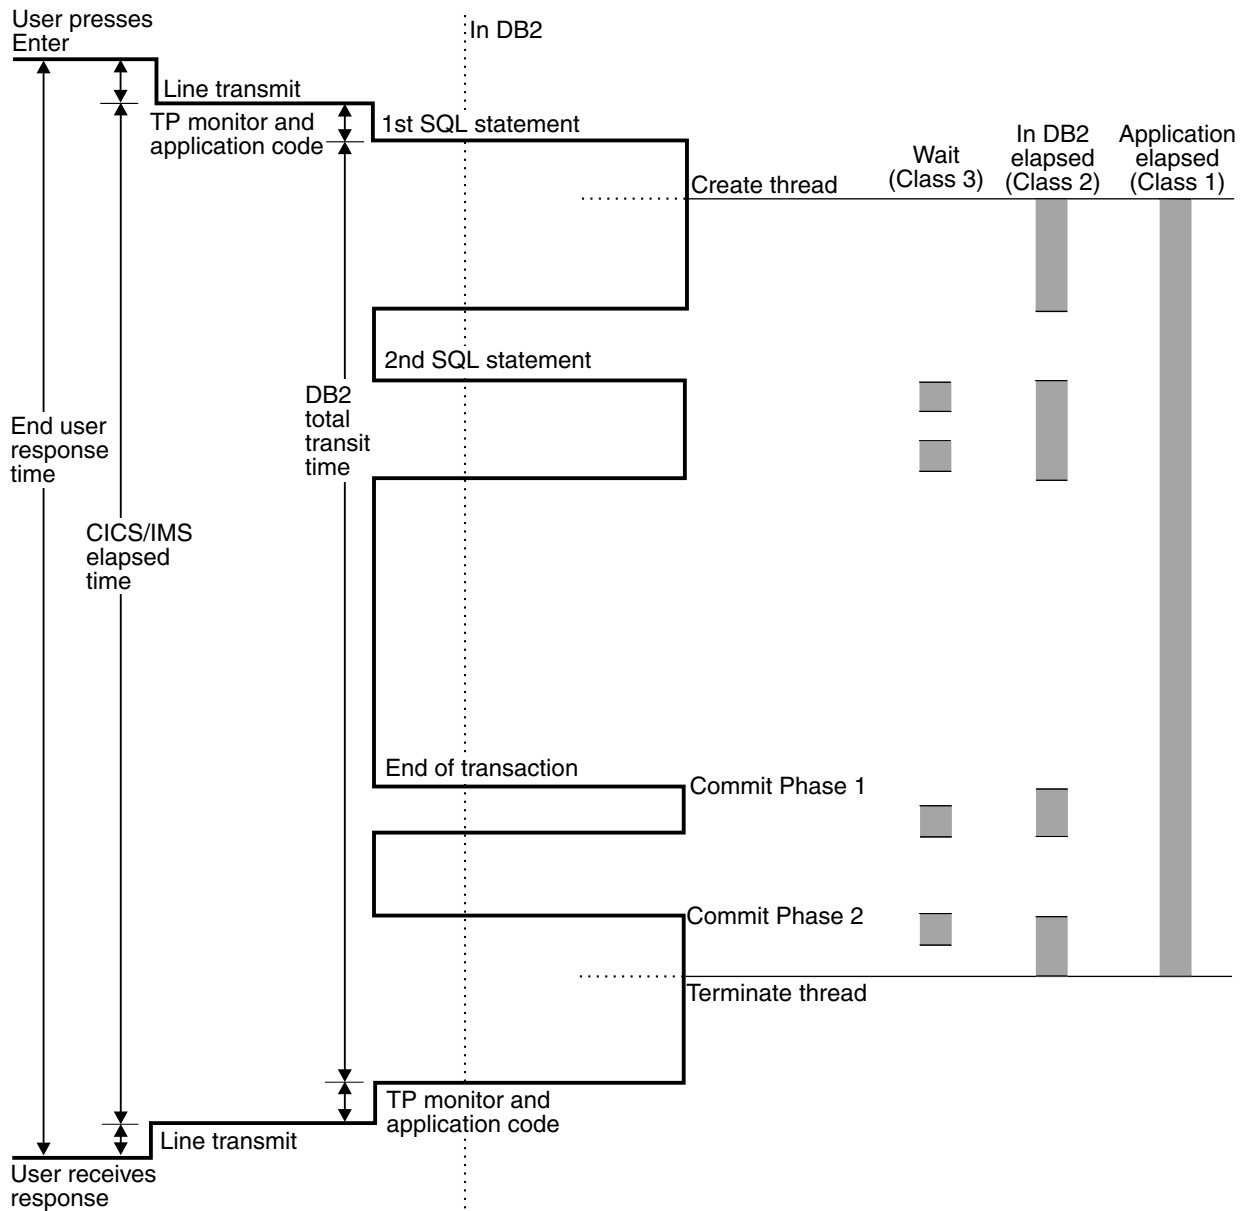 User presses
Enter
In DB2
Line transmit
TP monitor and
application code
1st SQL statement
Wait
(Class 3)
In DB2
elapsed
(Class 2)
Application
elapsed
(Class 1)
Create thread
2nd SQL statement
DB2
total
transit
time
End user
response
time
CICS/IMS
elapsed
time
End of transaction
Commit Phase 1
Commit Phase 2
Terminate thread
TP monitor and
application code
Line transmit
User receives
response